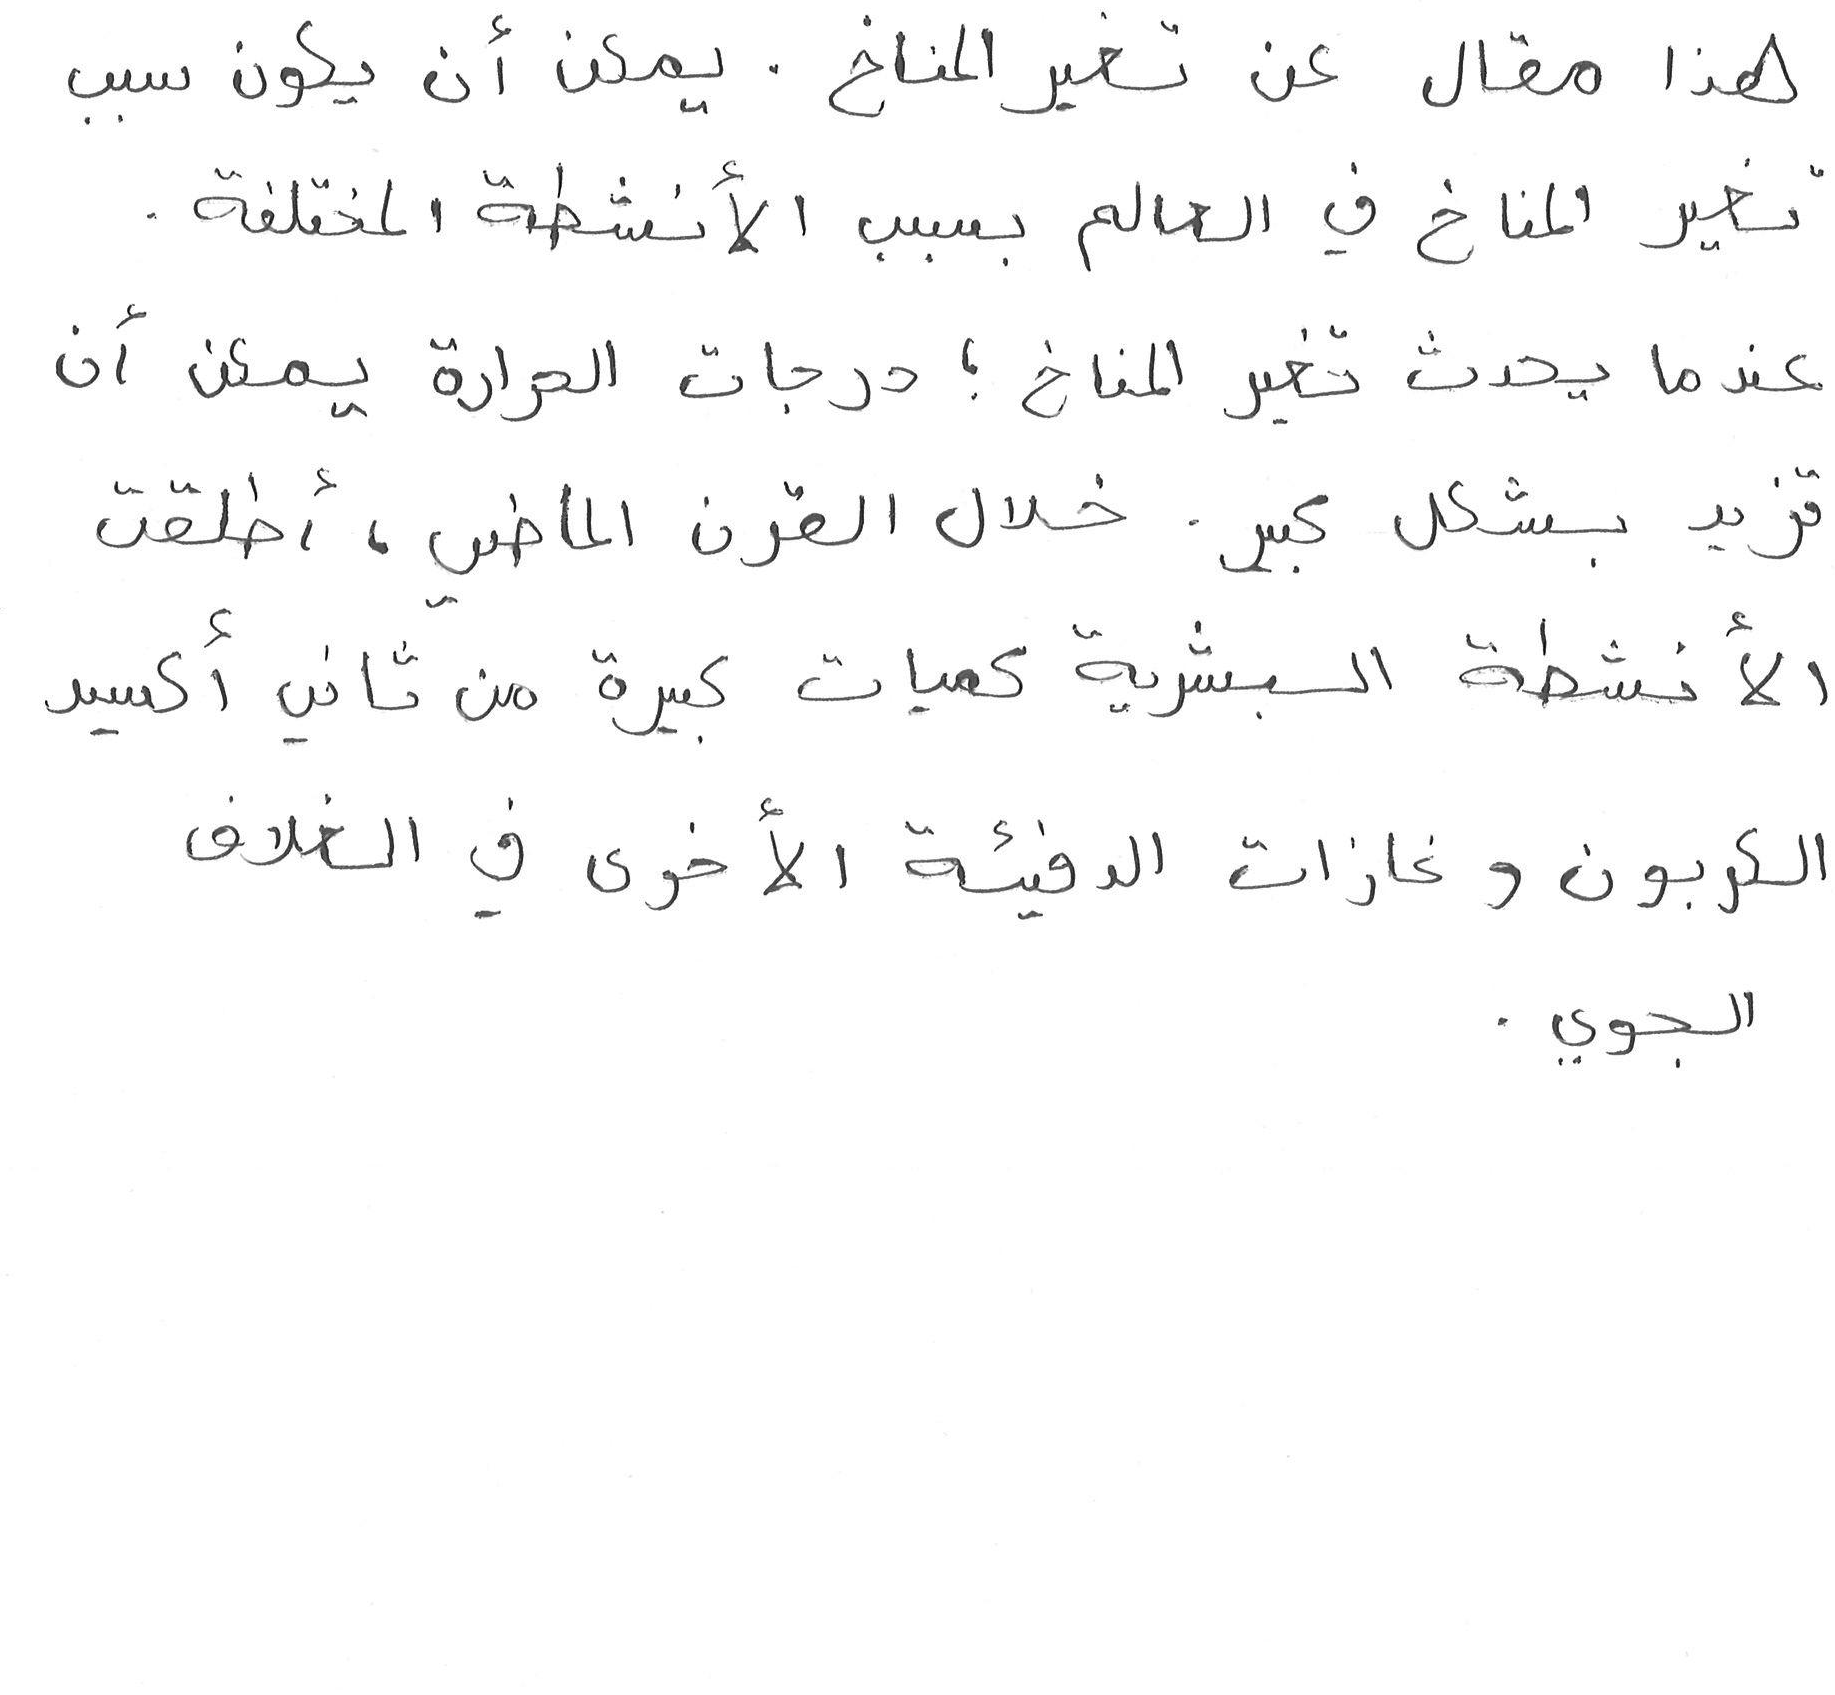 هذا مقال عن تغير المناخ . يمكن أن يكون سبب
تغير المناخ في العالم بسبب الأنشطة المختلفة .
عندما يحدث تغير المناخ ؛ درجات الحرارة يمكن أن
تزيد بشكل كبير . خلال القرن الماضي ، أطلقت
الأنشطة البشرية كميات كبيرة من ثاني أكسيد
الكربون و غازات الدفيئة الأخرى في الغلاف
الجوي .